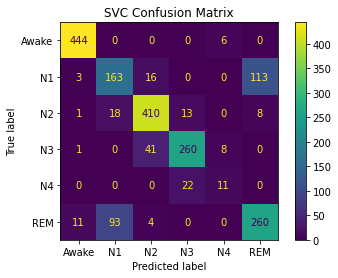 SVC Confusion Matrix
True label
Awake 444 0 0 0 6 0
N1 3 163 16 0 0 113
N2 1 18 410 13 0 8
N3 1 0 41 260 8 0
N4 0 0 0 22 11 0
REM 11 93 4 0 0 260
Awake N1 N2 N3 N4 REM
Predicted label
400
350
300
250
200
150
100
50
0